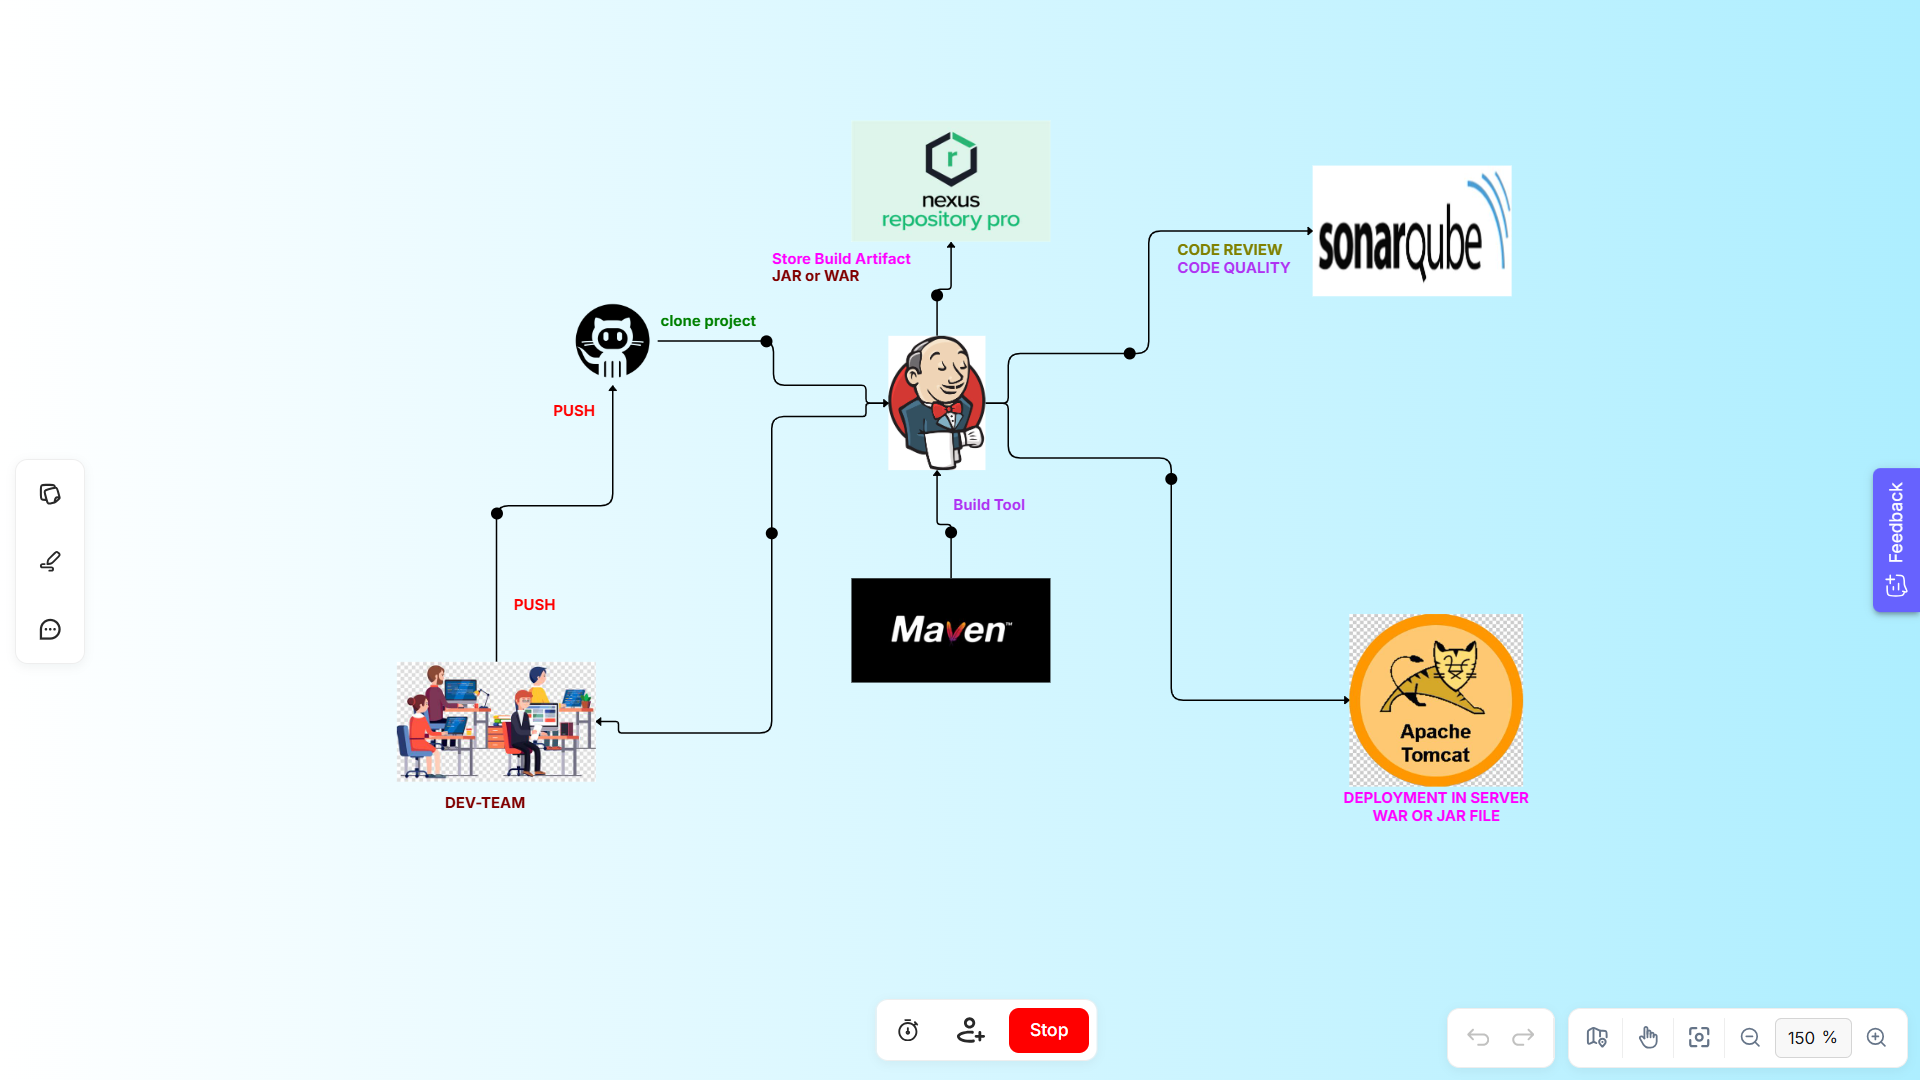 r
nexus
repository pro
Store Build Artifact
JAR or WAR
sonarqube
CODE REVIEW
CODE QUALITY
clone project
PUSH
Build Tool
Maven™
PUSH
DEV-TEAM
Apache
Tomcat
DEPLOYMENT IN SERVER
WAR OR JAR FILE
Feedback
Stop
150 %